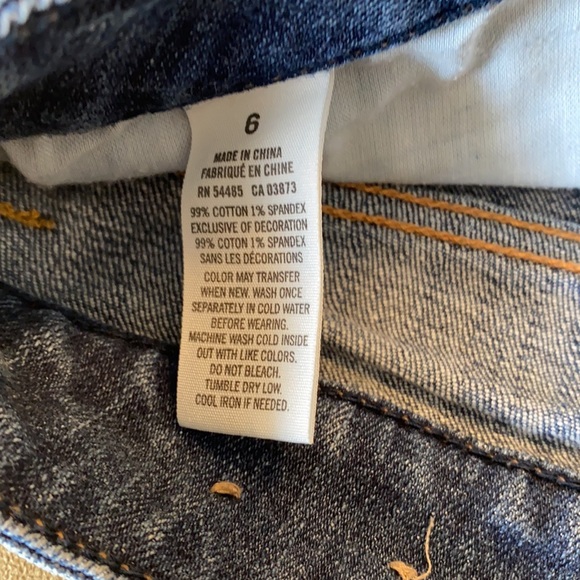 6
MADE IN CHINA
FABRIQUÉ EN CHINE
RN 54485 CA 03873
99% COTTON 1% SPANDEX
EXCLUSIVE OF DECORATION
99% COTON 1% SPANDEX
SANS LES DÉCORATIONS
COLOR MAY TRANSFER
WHEN NEW. WASH ONCE
SEPARATELY IN COLD WATER
BEFORE WEARING.
MACHINE WASH COLD INSIDE
OUT WITH LIKE COLORS.
DO NOT BLEACH.
TUMBLE DRY LOW.
COOL IRON IF NEEDED.